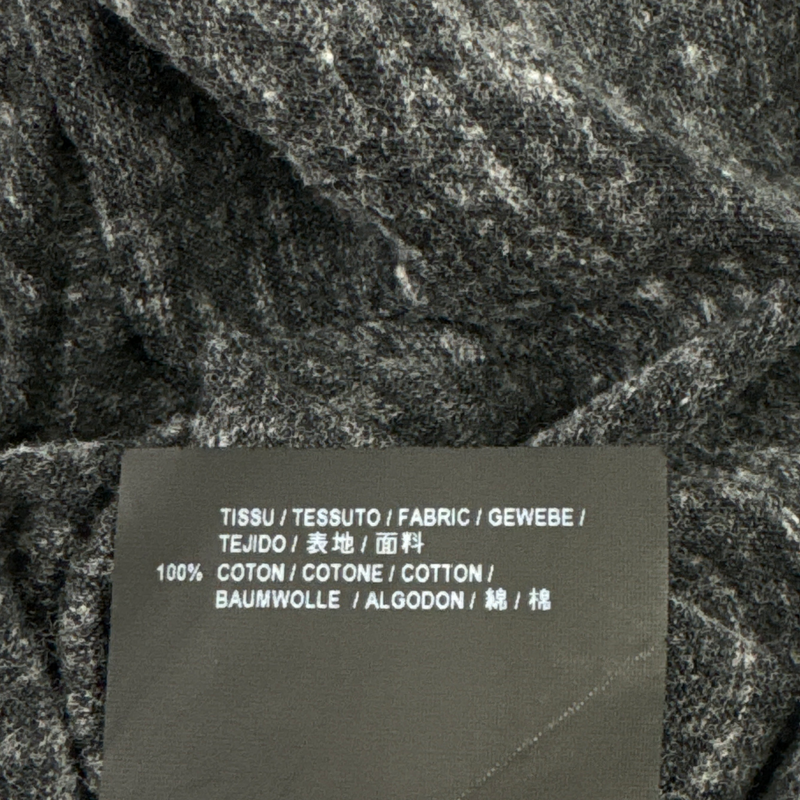 TISSU / TESSUTO / FABRIC / GEWEBE /
TEJIDO / 表地 / 面料
100% COTON / COTONE / COTTON /
BAUMWOLLE / ALGODON / 綿 / 棉